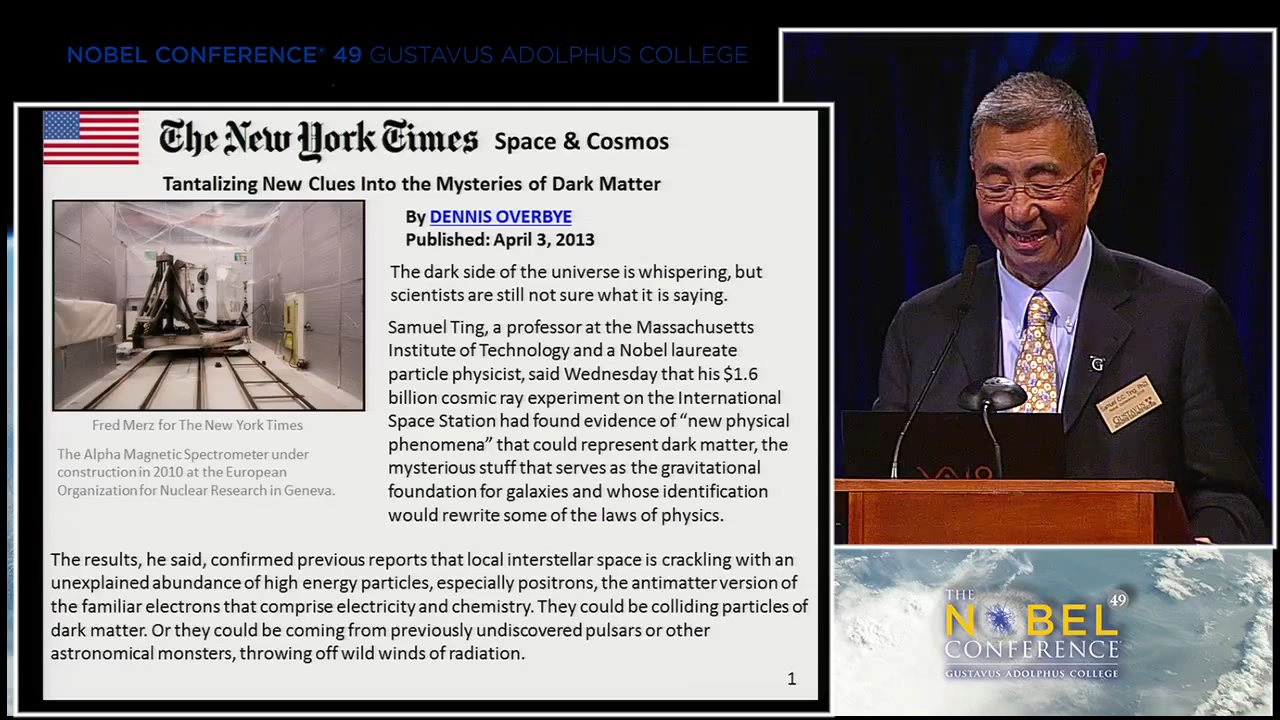 NOBEL CONFERENCE® 49 GUSTAVUS ADOLPHUS COLLEGE
The New York Times Space & Cosmos
Tantalizing New Clues Into the Mysteries of Dark Matter
By DENNIS OVERBYE
Published: April 3, 2013
The dark side of the universe is whispering, but
scientists are still not sure what it is saying.
Samuel Ting, a professor at the Massachusetts
Institute of Technology and a Nobel laureate
particle physicist, said Wednesday that his $1.6
billion cosmic ray experiment on the International
Space Station had found evidence of “new physical
phenomena” that could represent dark matter, the
mysterious stuff that serves as the gravitational
foundation for galaxies and whose identification
would rewrite some of the laws of physics.
Fred Merz for The New York Times
The Alpha Magnetic Spectrometer under
construction in 2010 at the European
Organization for Nuclear Research in Geneva.
The results, he said, confirmed previous reports that local interstellar space is crackling with an
unexplained abundance of high energy particles, especially positrons, the antimatter version of
the familiar electrons that comprise electricity and chemistry. They could be colliding particles of
dark matter. Or they could be coming from previously undiscovered pulsars or other
astronomical monsters, throwing off wild winds of radiation.
1
G
GUSTAVUS
VAIO
THE
NOBEL 49
CONFERENCE
GUSTAVUS ADOLPHUS COLLEGE